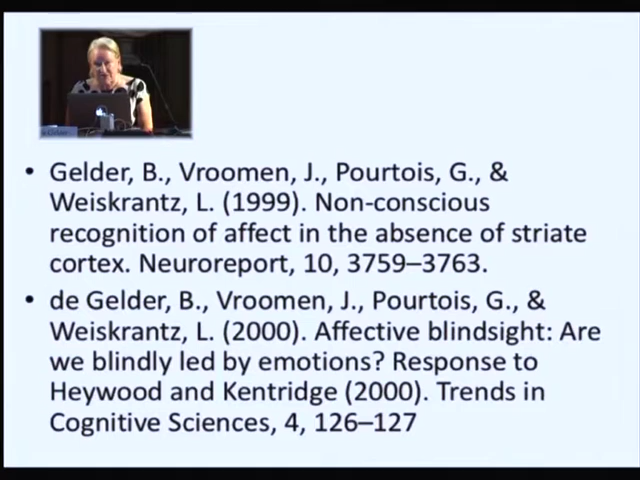 • Gelder, B., Vroomen, J., Pourtois, G., &
Weiskrantz, L. (1999). Non-conscious
recognition of affect in the absence of striate
cortex. Neuroreport, 10, 3759–3763.
• de Gelder, B., Vroomen, J., Pourtois, G., &
Weiskrantz, L. (2000). Affective blindsight: Are
we blindly led by emotions? Response to
Heywood and Kentridge (2000). Trends in
Cognitive Sciences, 4, 126–127